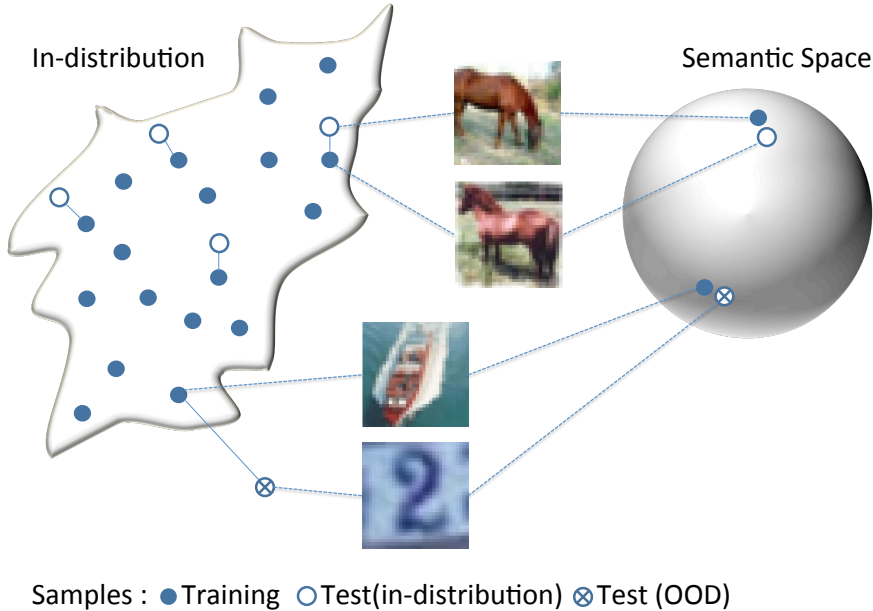 In-distribution
Semantic Space
2
Samples : Training Test(in-distribution) Test (OOD)